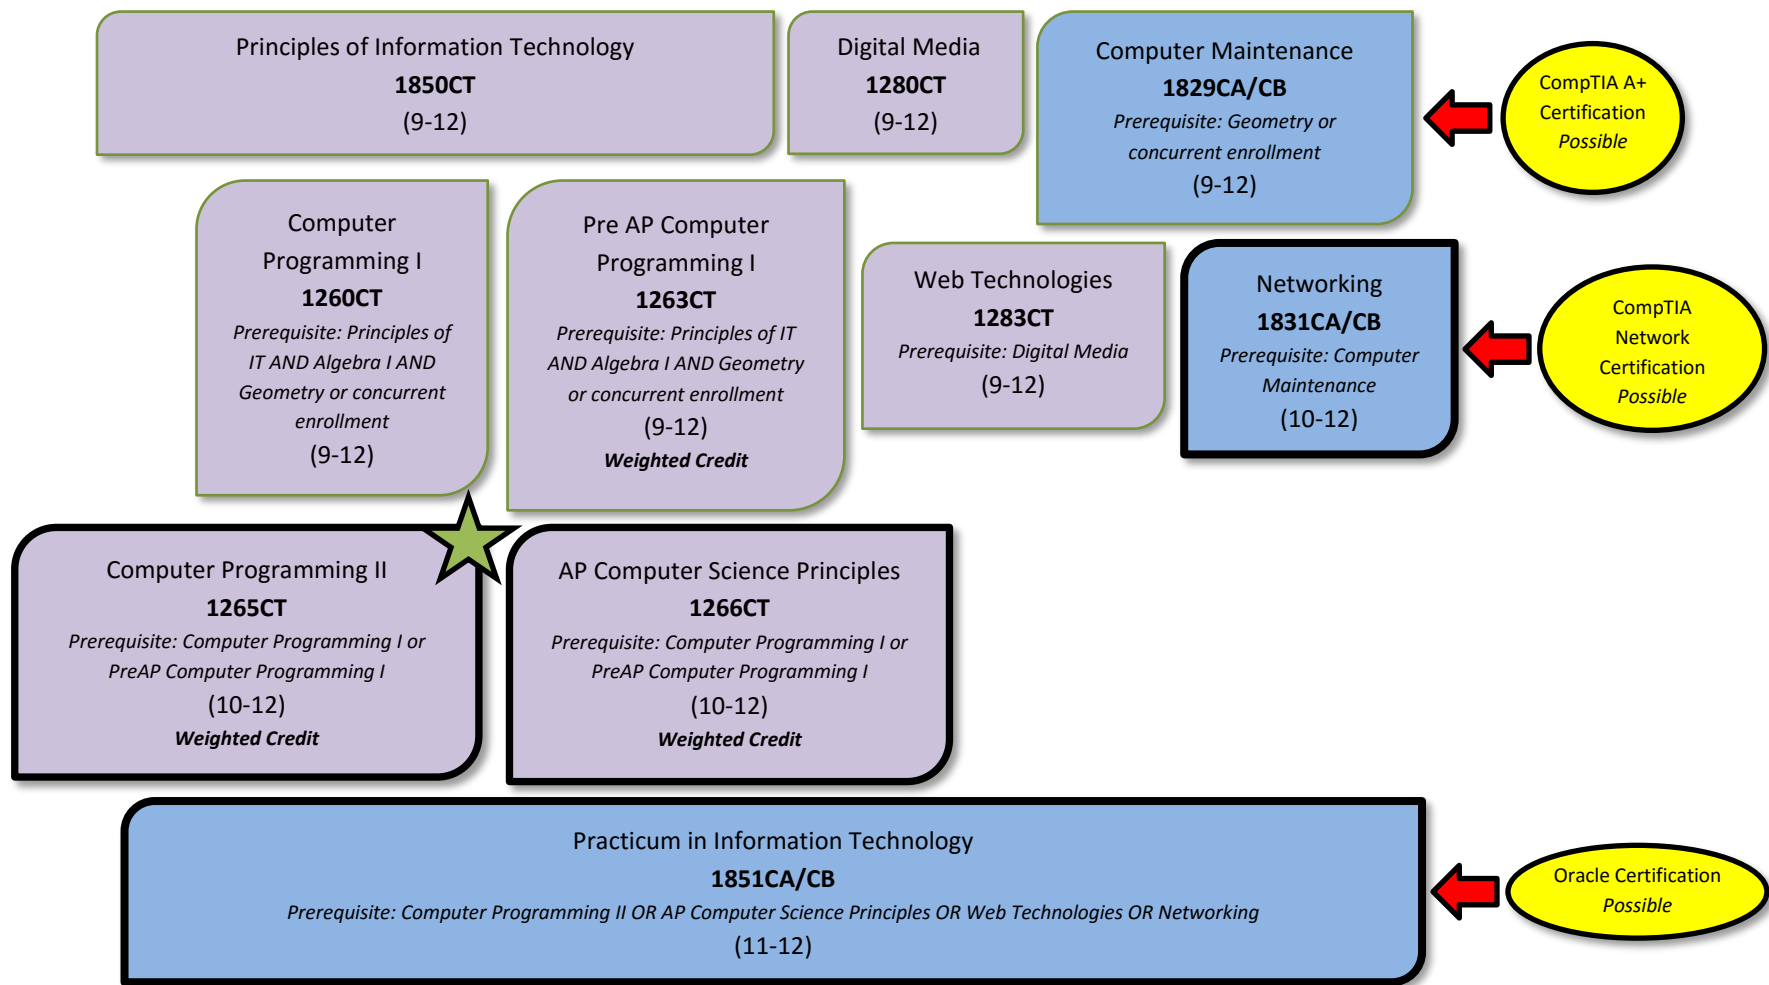 Principles of Information Technology
1850CT
(9-12)
Digital Media
1280CT
(9-12)
Computer Maintenance
1829CA/CB
Prerequisite: Geometry or
concurrent enrollment
(9-12)
CompTIA A+
Certification
Possible
Computer
Programming I
1260CT
Prerequisite: Principles of
IT AND Algebra I AND
Geometry or concurrent
enrollment
(9-12)
Pre AP Computer
Programming I
1263CT
Prerequisite: Principles of IT
AND Algebra I AND Geometry
or concurrent enrollment
(9-12)
Weighted Credit
Web Technologies
1283CT
Prerequisite: Digital Media
(9-12)
Networking
1831CA/CB
Prerequisite: Computer
Maintenance
(10-12)
CompTIA
Network
Certification
Possible
Computer Programming II
1265CT
Prerequisite: Computer Programming I or
PreAP Computer Programming I
(10-12)
Weighted Credit
AP Computer Science Principles
1266CT
Prerequisite: Computer Programming I or
PreAP Computer Programming I
(10-12)
Weighted Credit
Practicum in Information Technology
1851CA/CB
Prerequisite: Computer Programming II OR AP Computer Science Principles OR Web Technologies OR Networking
(11-12)
Oracle Certification
Possible